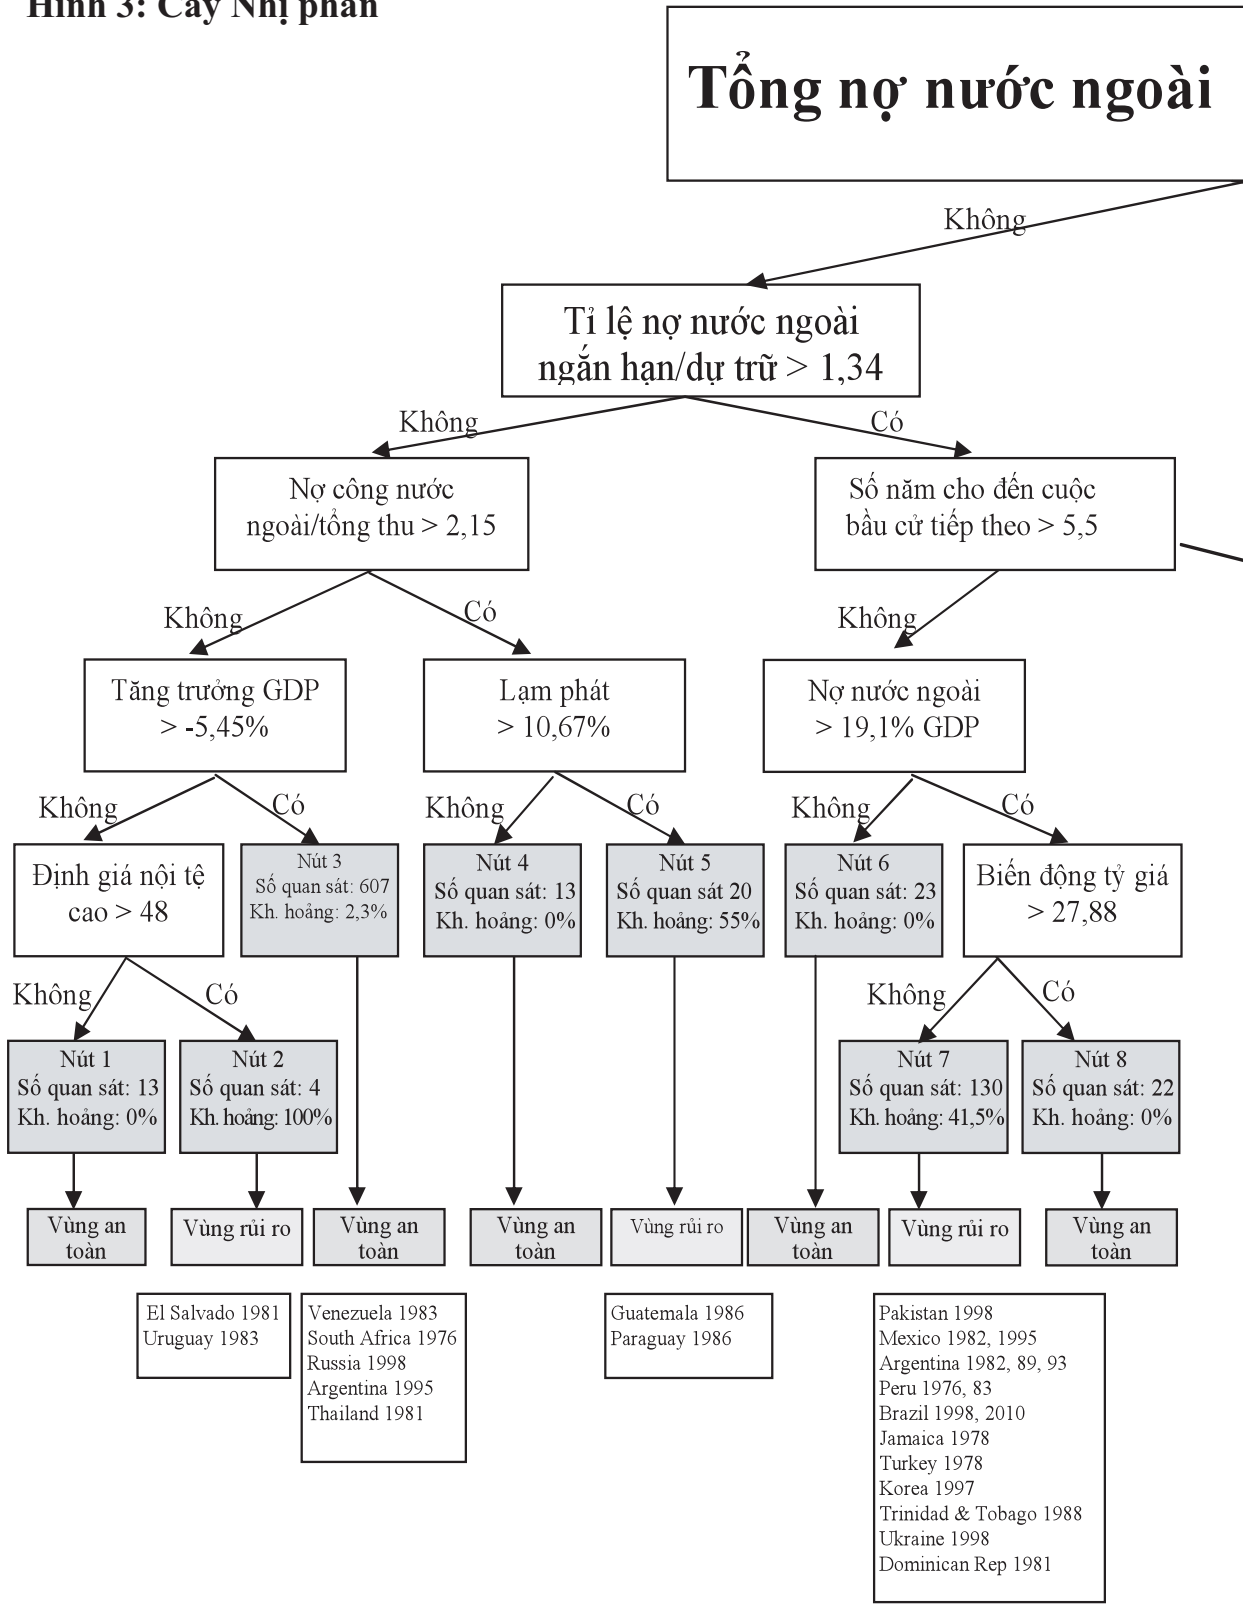 Hình 3: Cây Nhị phân
Tổng nợ nước ngoài
Không
Tỉ lệ nợ nước ngoài
ngắn hạn/dự trữ > 1,34
Không
Có
Nợ công nước
ngoài/tổng thu > 2,15
Số năm cho đến cuộc
bầu cử tiếp theo > 5,5
Không
Có
Không
Tăng trưởng GDP
> -5,45%
Lạm phát
> 10,67%
Nợ nước ngoài
> 19,1% GDP
Không
Có
Không
Có
Không
Có
Định giá nội tệ
cao > 48
Nút 3
Số quan sát: 607
Kh. hoảng: 2,3%
Nút 4
Số quan sát: 13
Kh. hoảng: 0%
Nút 5
Số quan sát 20
Kh. hoảng: 55%
Nút 6
Số quan sát: 23
Kh. hoảng: 0%
Biến động tỷ giá
> 27,88
Không
Có
Không
Có
Nút 1
Số quan sát: 13
Kh. hoảng: 0%
Nút 2
Số quan sát: 4
Kh. hoảng: 100%
Nút 7
Số quan sát: 130
Kh. hoảng: 41,5%
Nút 8
Số quan sát: 22
Kh. hoảng: 0%
Vùng an
toàn
Vùng rủi ro
Vùng an
toàn
Vùng an
toàn
Vùng rủi ro
Vùng an
toàn
Vùng rủi ro
Vùng an
toàn
El Salvado 1981
Uruguay 1983
Venezuela 1983
South Africa 1976
Russia 1998
Argentina 1995
Thailand 1981
Guatemala 1986
Paraguay 1986
Pakistan 1998
Mexico 1982, 1995
Argentina 1982, 89, 93
Peru 1976, 83
Brazil 1998, 2010
Jamaica 1978
Turkey 1978
Korea 1997
Trinidad & Tobago 1988
Ukraine 1998
Dominican Rep 1981